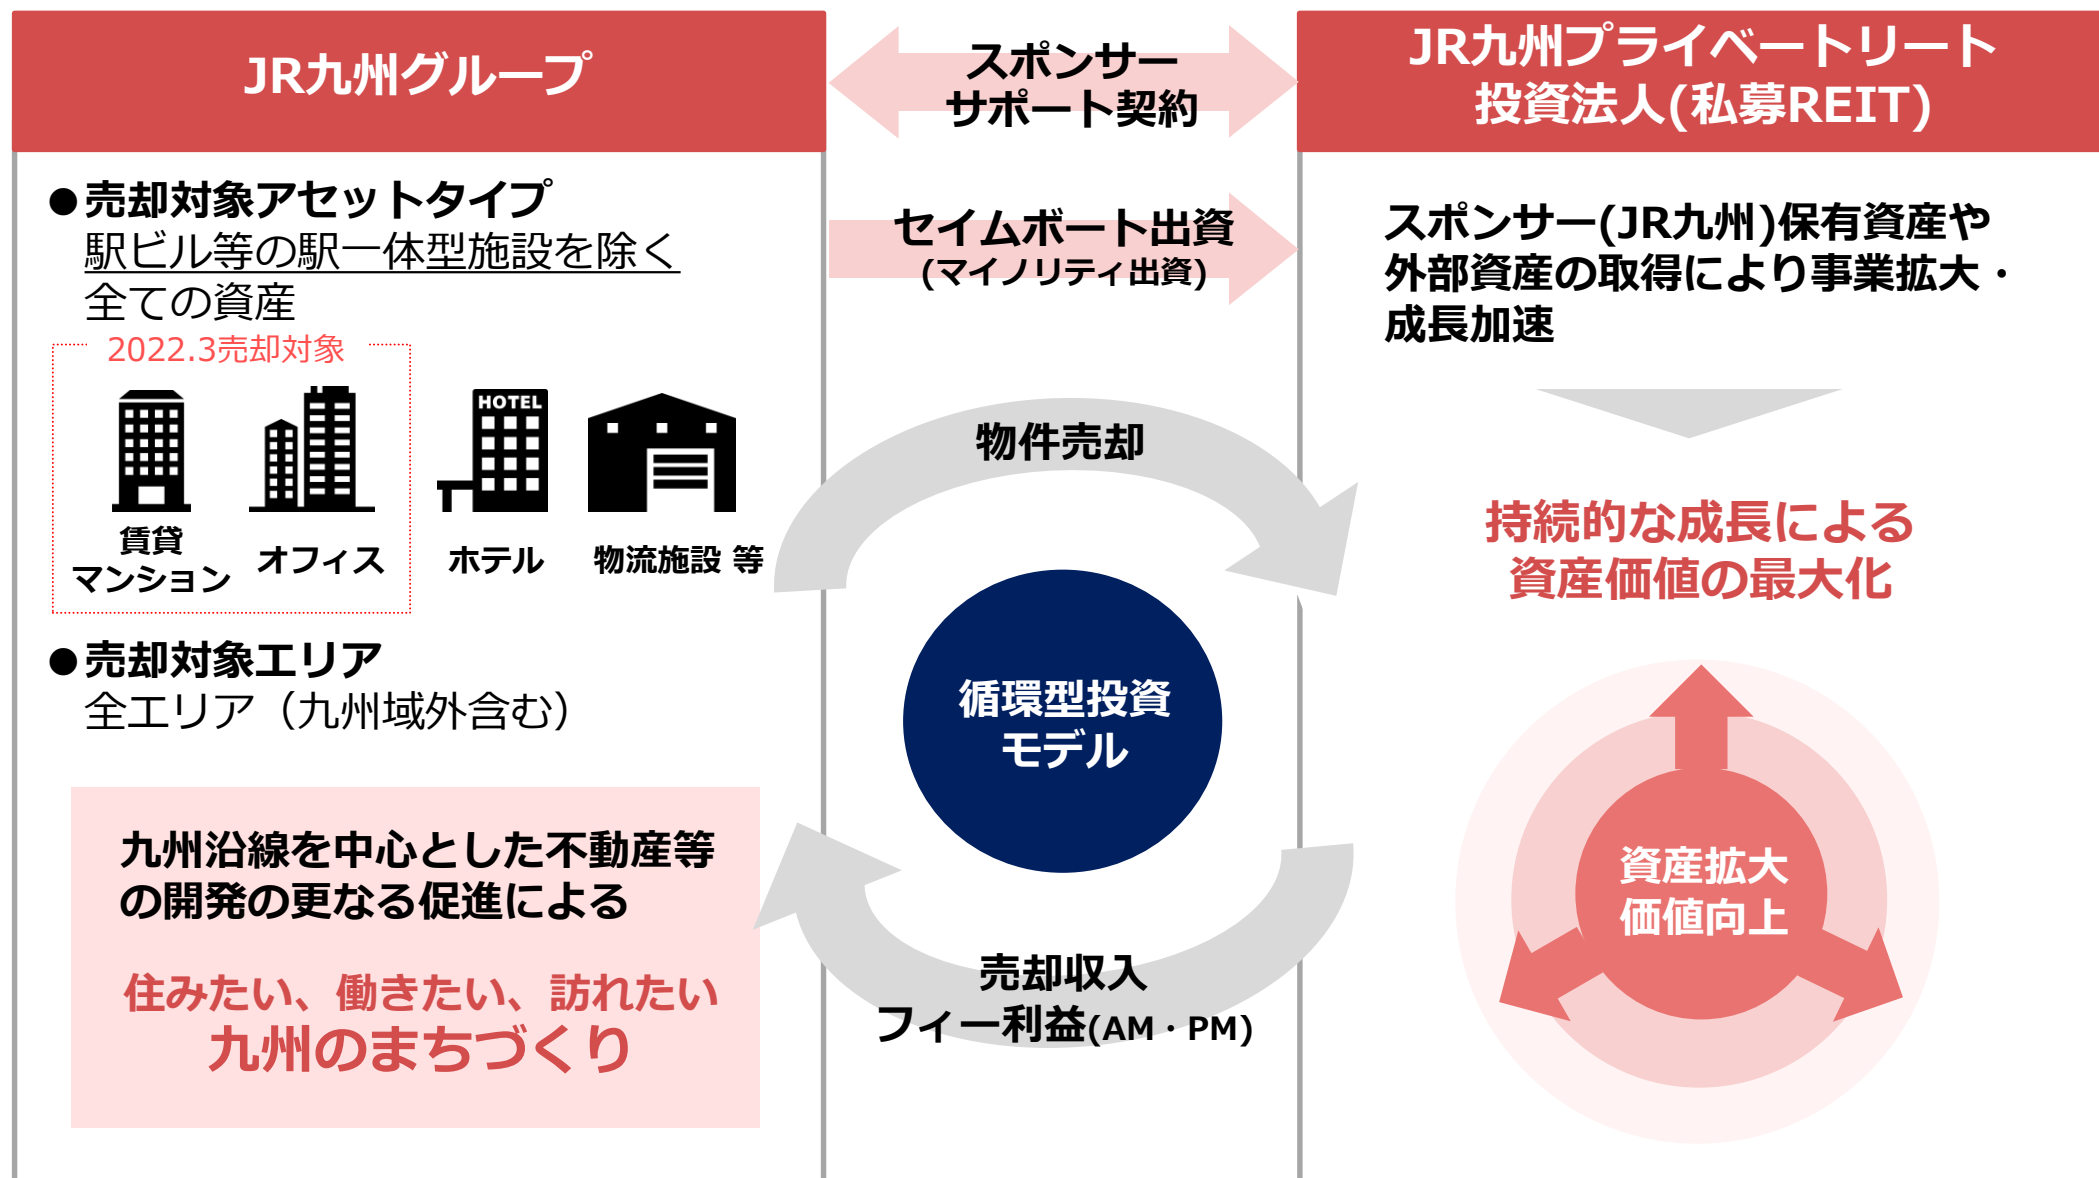 JR九州グループ
スポンサー
サポート契約
JR九州プライベートリート
投資法人(私募REIT)
●売却対象アセットタイプ
駅ビル等の駅一体型施設を除く
全ての資産
2022.3売却対象
HOTEL
賃貸
マンション
オフィス
ホテル
物流施設 等
●売却対象エリア
全エリア（九州域外含む）
九州沿線を中心とした不動産等
の開発の更なる促進による
住みたい、働きたい、訪れたい
九州のまちづくり
セイムボート出資
(マイノリティ出資)
物件売却
循環型投資
モデル
売却収入
フィー利益(AM・PM)
スポンサー(JR九州)保有資産や
外部資産の取得により事業拡大・
成長加速
持続的な成長による
資産価値の最大化
資産拡大
価値向上